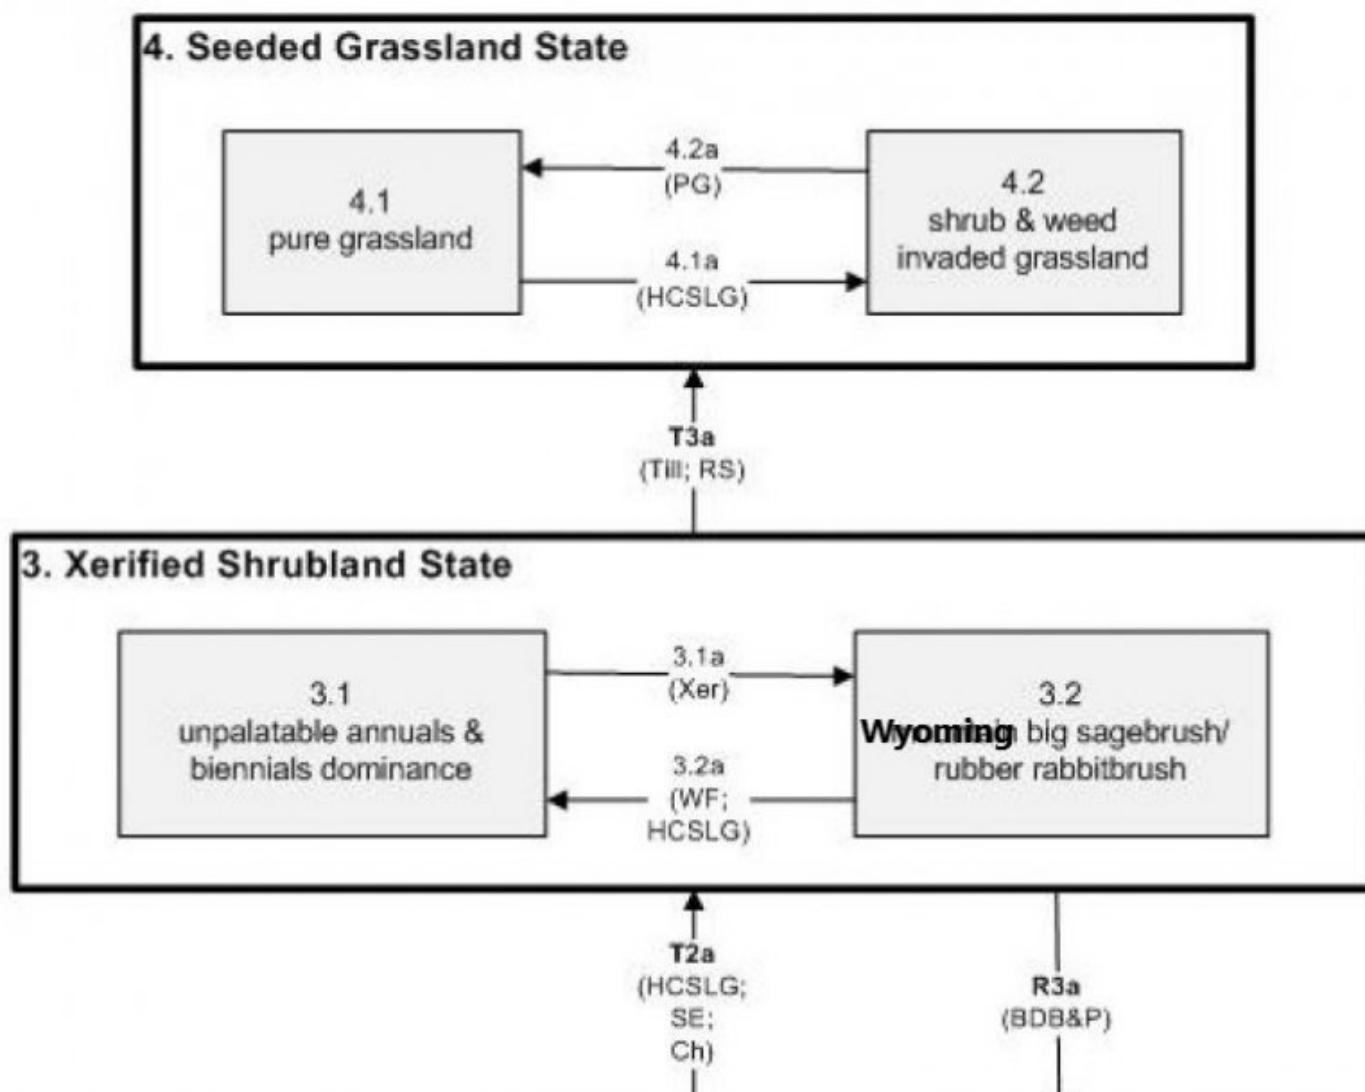 4. Seeded Grassland State
4.2a
(PG)
4.1
pure grassland
4.2
shrub & weed
invaded grassland
4.1a
(HCSLG)
T3a
(Till; RS)
3. Xerified Shrubland State
3.1a
(Xer)
3.1
unpalatable annuals &
biennials dominance
3.2
Wyoming big sagebrush/
rubber rabbitbrush
3.2a
(WF;
HCSLG)
T2a
(HCSLG;
SE;
Ch)
R3a
(BDB&P)